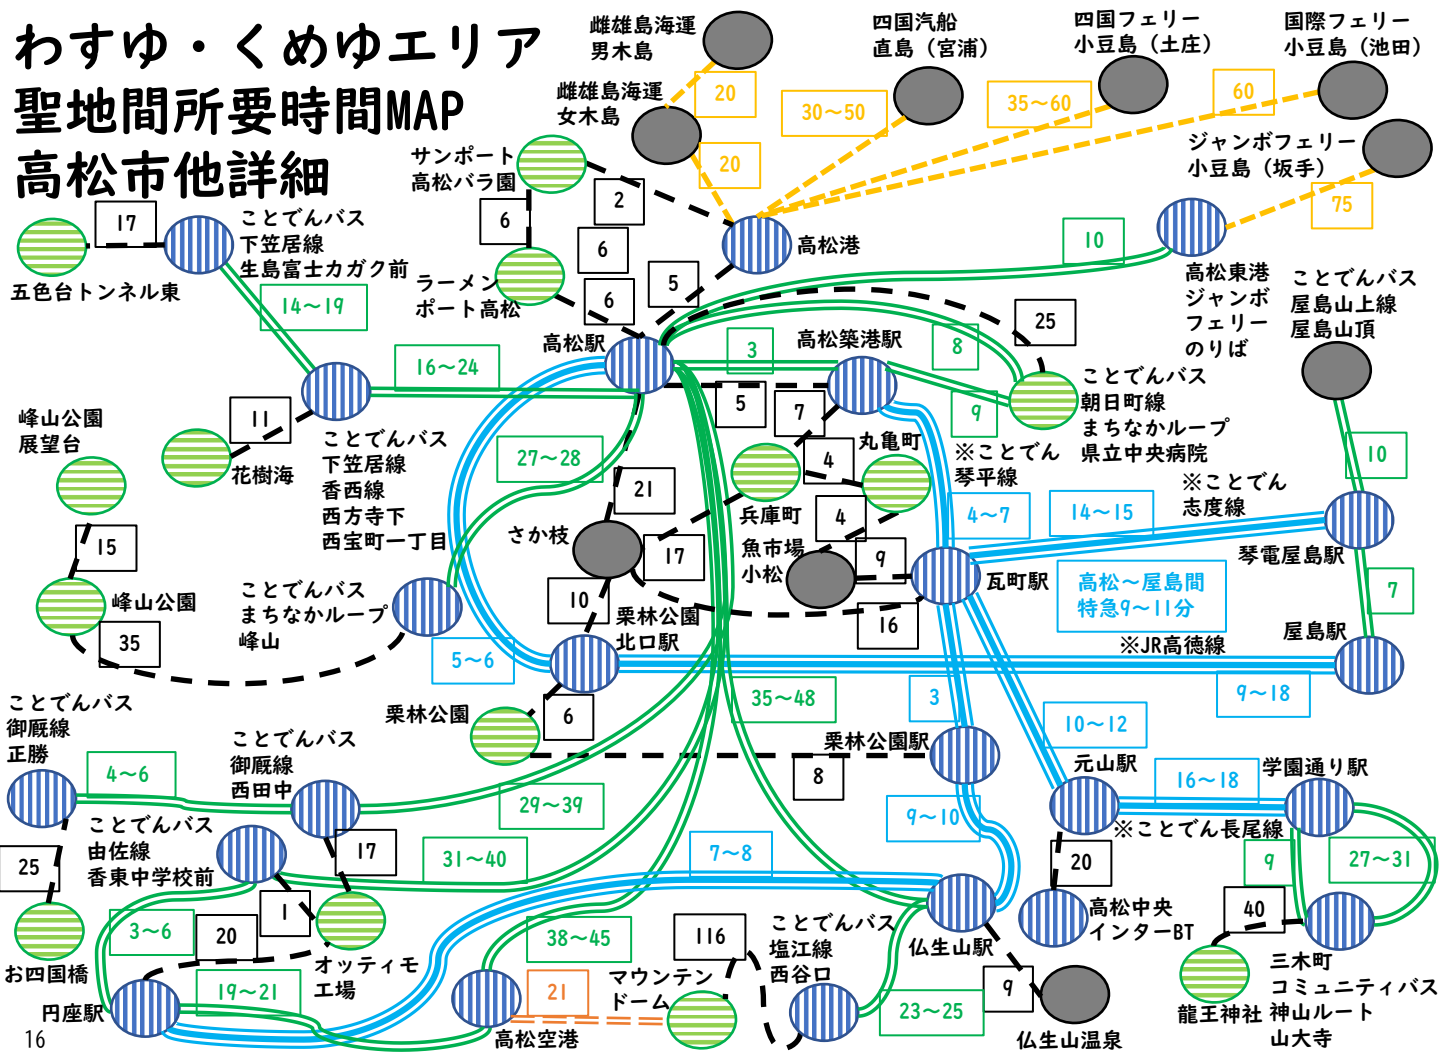 わすゆ・くめゆエリア
聖地間所要時間MAP
高松市他詳細
雌雄島海運
男木島
四国汽船
直島（宮浦）
四国フェリー
小豆島（土庄）
国際フェリー
小豆島（池田）
雌雄島海運
女木島
20
30～50
35～60
60
ジャンボフェリー
小豆島（坂手）
サンポート
高松バラ園
20
75
2
6
17
ことでんバス
下笠居線
生島富士カガク前
五色台トンネル東
6
高松港
10
高松東港
ジャンボ
フェリー
のりば
ことでんバス
屋島山上線
屋島山頂
ラーメン
ポート高松
5
6
14～19
25
高松駅
3
高松築港駅
8
16～24
5
7
9
ことでんバス
朝日町線
まちなかループ
県立中央病院
11
花樹海
峰山公園
展望台
ことでんバス
下笠居線
香西線
西方寺下
西宝町一丁目
27～28
丸亀町
4
※ことでん
琴平線
10
21
兵庫町
4
4～7
14～15
※ことでん
志度線
さか枝
魚市場
小松
9
琴電屋島駅
15
17
瓦町駅
高松～屋島間
特急9～11分
7
峰山公園
ことでんバス
まちなかループ
峰山
10
栗林公園
北口駅
16
屋島駅
35
5～6
※JR高徳線
9～18
35～48
3
栗林公園
6
10～12
ことでんバス
御厩線
正勝
ことでんバス
御厩線
西田中
栗林公園駅
元山駅
4～6
8
16～18
学園通り駅
29～39
9～10
ことでんバス
由佐線
香東中学校前
※ことでん長尾線
25
17
31～40
7～8
20
9
27～31
1
3～6
20
38～45
116
ことでんバス
塩江線
西谷口
仏生山駅
高松中央
インターBT
40
お四国橋
オッティモ
工場
マウンテン
ドーム
19～21
21
9
三木町
コミュニティバス
神山ルート
山大寺
円座駅
23～25
龍王神社
高松空港
仏生山温泉
16